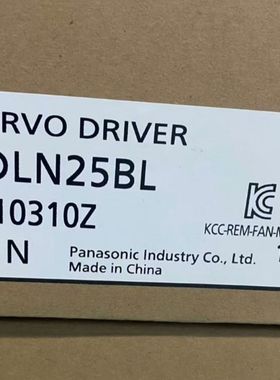 RVO DRIVER
DLN25BL
10310Z
KC
KCC-REM-FAN-M
N
Panasonic Industry Co., Ltd.
Made in China